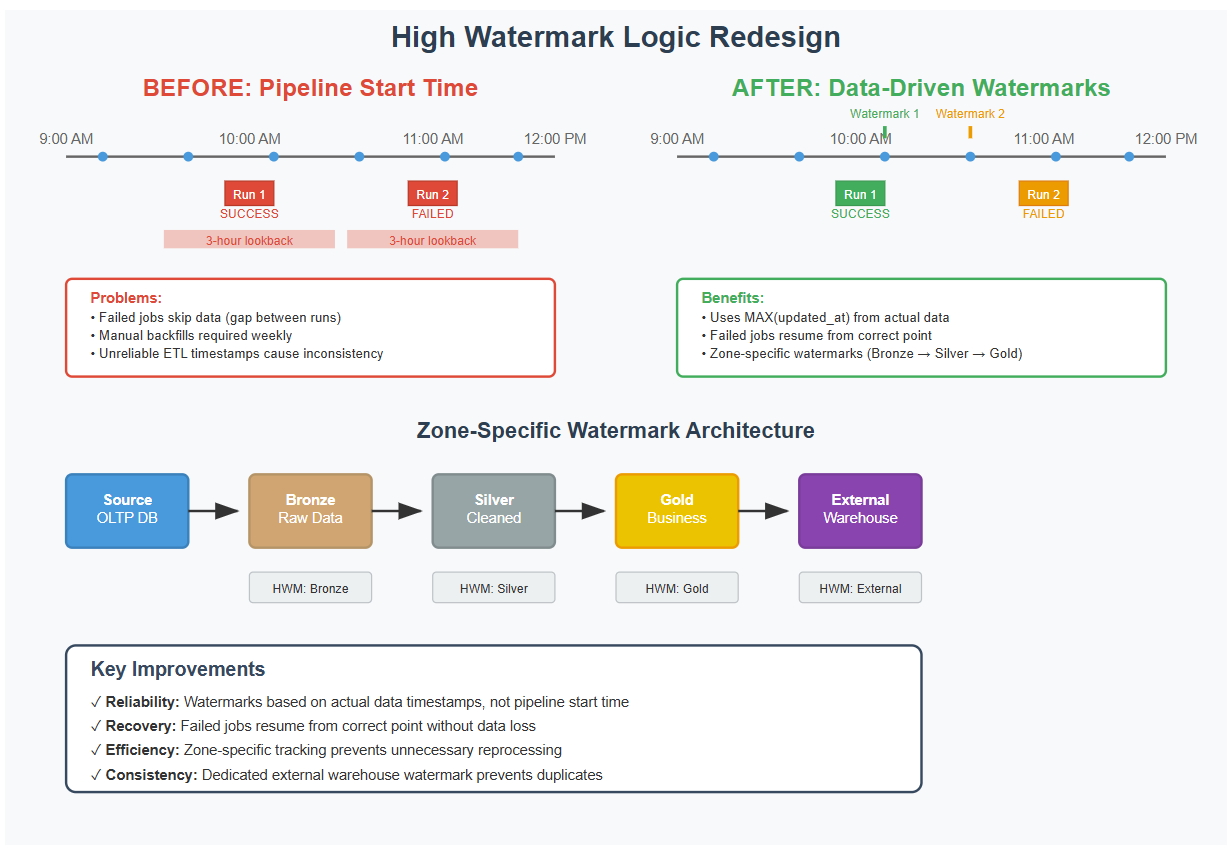 High Watermark Logic Redesign
BEFORE: Pipeline Start Time
9:00 AM 10:00 AM 11:00 AM 12:00 PM
Run 1 Run 2
SUCCESS FAILED
3-hour lookback 3-hour lookback
Problems:
• Failed jobs skip data (gap between runs)
• Manual backfills required weekly
• Unreliable ETL timestamps cause inconsistency
AFTER: Data-Driven Watermarks
Watermark 1 Watermark 2
9:00 AM 10:00 AM 11:00 AM 12:00 PM
Run 1 Run 2
SUCCESS FAILED
Benefits:
• Uses MAX(updated_at) from actual data
• Failed jobs resume from correct point
• Zone-specific watermarks (Bronze → Silver → Gold)
Zone-Specific Watermark Architecture
Source Bronze Silver Gold External
OLTP DB Raw Data Cleaned Business Warehouse
HWM: Bronze HWM: Silver HWM: Gold HWM: External
Key Improvements
✓ Reliability: Watermarks based on actual data timestamps, not pipeline start time
✓ Recovery: Failed jobs resume from correct point without data loss
✓ Efficiency: Zone-specific tracking prevents unnecessary reprocessing
✓ Consistency: Dedicated external warehouse watermark prevents duplicates